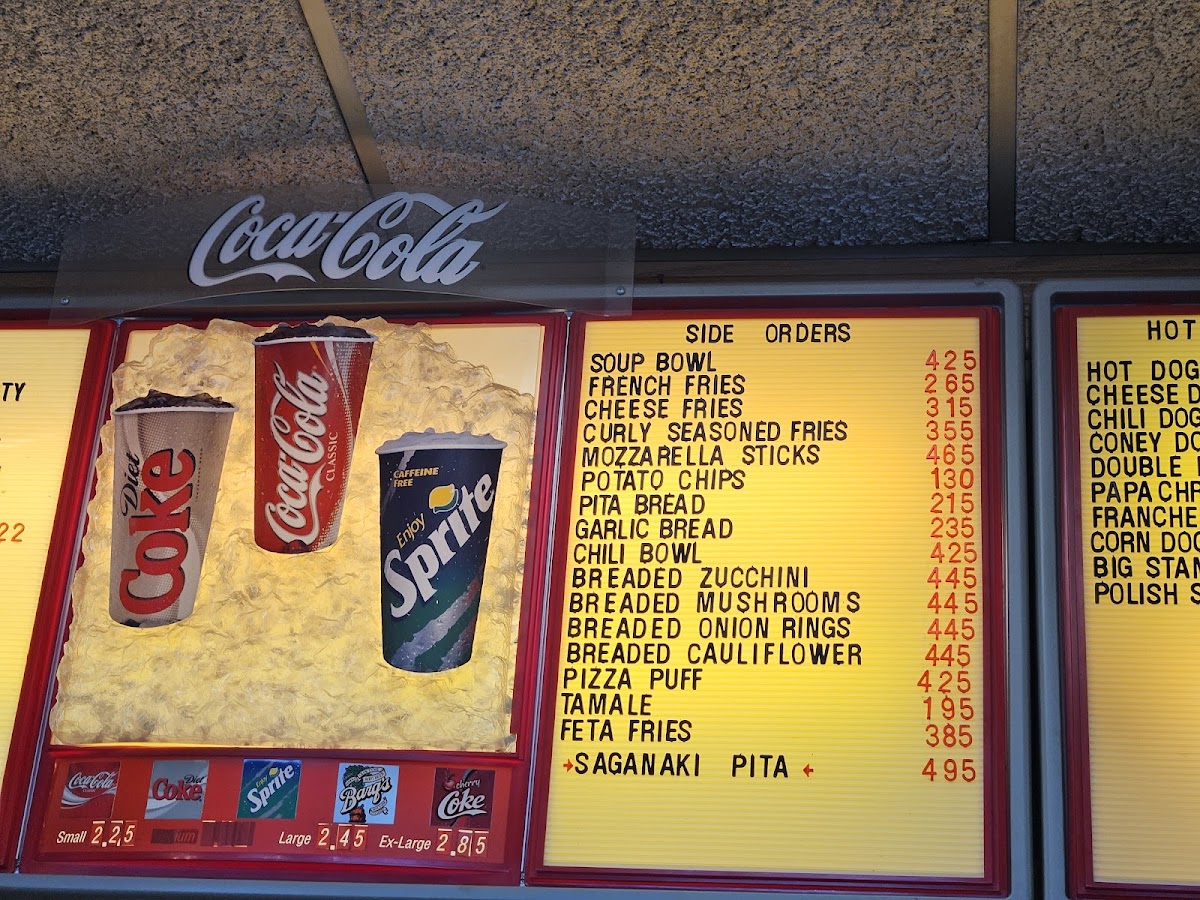 Coca-Cola
TY
22
Diet
Coke
Coca-Cola
CLASSIC
CAFFEINE
FREE
Enjoy
Sprite
Coca-Cola
Diet
Coke
Enjoy
Sprite
Barq's
cherry
Coke
Small 2.25
Large 2.45
Ex-Large 2.85
SIDE ORDERS
SOUP BOWL 425
FRENCH FRIES 265
CHEESE FRIES 315
CURLY SEASONED FRIES 355
MOZZARELLA STICKS 465
POTATO CHIPS 130
PITA BREAD 215
GARLIC BREAD 235
CHILI BOWL 425
BREADED ZUCCHINI 445
BREADED MUSHROOMS 445
BREADED ONION RINGS 445
BREADED CAULIFLOWER 445
PIZZA PUFF 425
TAMALE 195
FETA FRIES 385
→SAGANAKI PITA← 495
HOT
HOT DOG
CHEESE D
CHILI DOG
CONEY DO
DOUBLE
PAPA CHR
FRANCHE
CORN DOG
BIG STAN
POLISH S